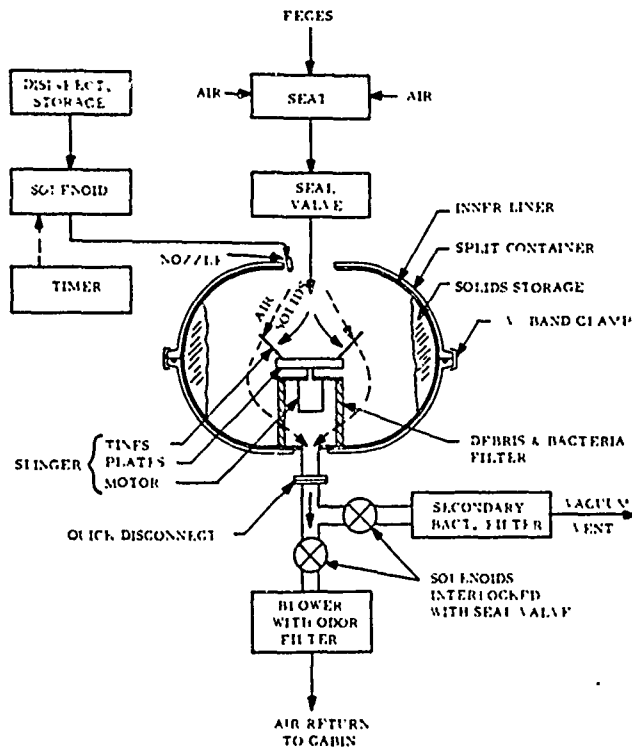 FECES
DISINFECT.
STORAGE
AIR
SEAT
AIR
SOLENOID
SEAL
VALVE
TIMER
NOZZLE
INNER LINER
SPLIT CONTAINER
SOLIDS STORAGE
V-BAND CLAMP
AIR
SOLIDS
SLINGER
TINES
PLATES
MOTOR
DEBRIS & BACTERIA
FILTER
QUICK DISCONNECT
SECONDARY
BACT. FILTER
VACUUM
VENT
SOLENOIDS
INTERLOCKED
WITH SEAL VALVE
BLOWER
WITH ODOR
FILTER
AIR RETURN
TO CABIN